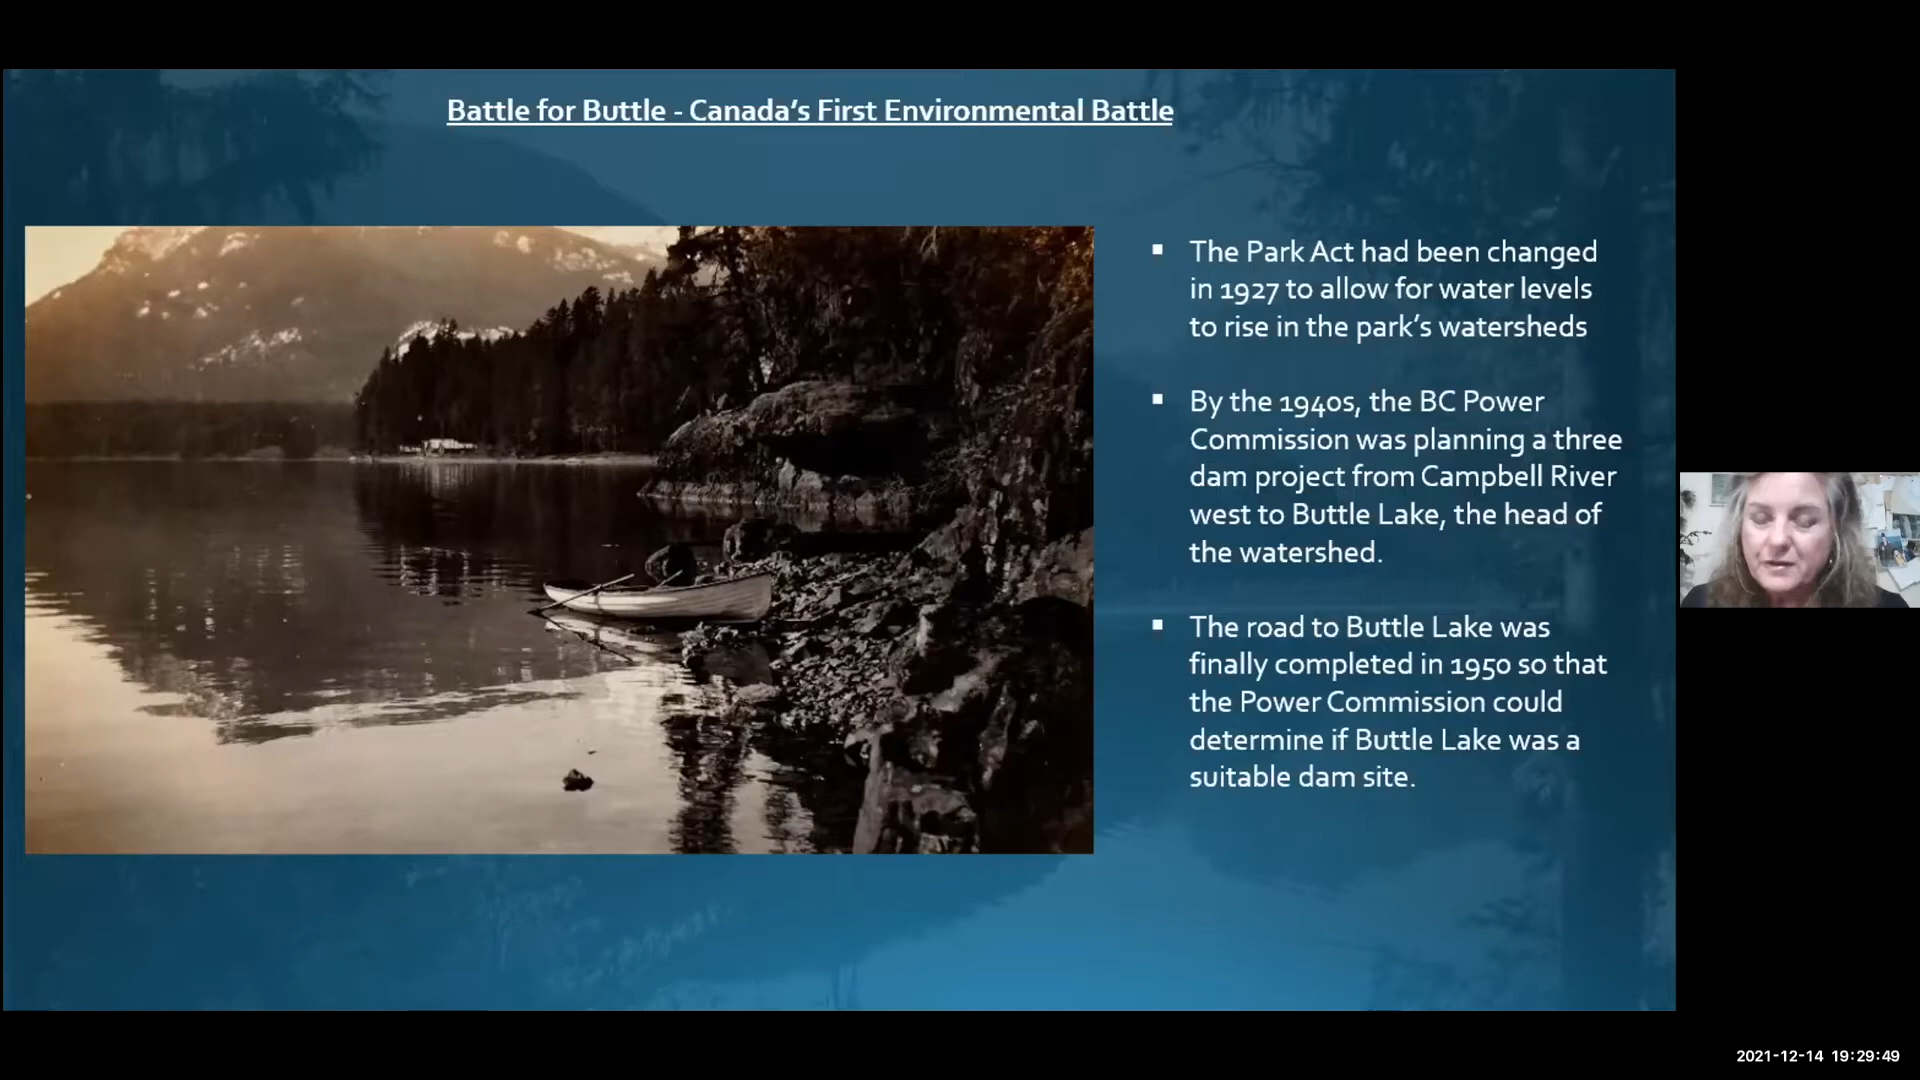 Battle for Buttle - Canada's First Environmental Battle
▪ The Park Act had been changed
in 1927 to allow for water levels
to rise in the park's watersheds
▪ By the 1940s, the BC Power
Commission was planning a three
dam project from Campbell River
west to Buttle Lake, the head of
the watershed.
▪ The road to Buttle Lake was
finally completed in 1950 so that
the Power Commission could
determine if Buttle Lake was a
suitable dam site.
2021-12-14 19:29:49